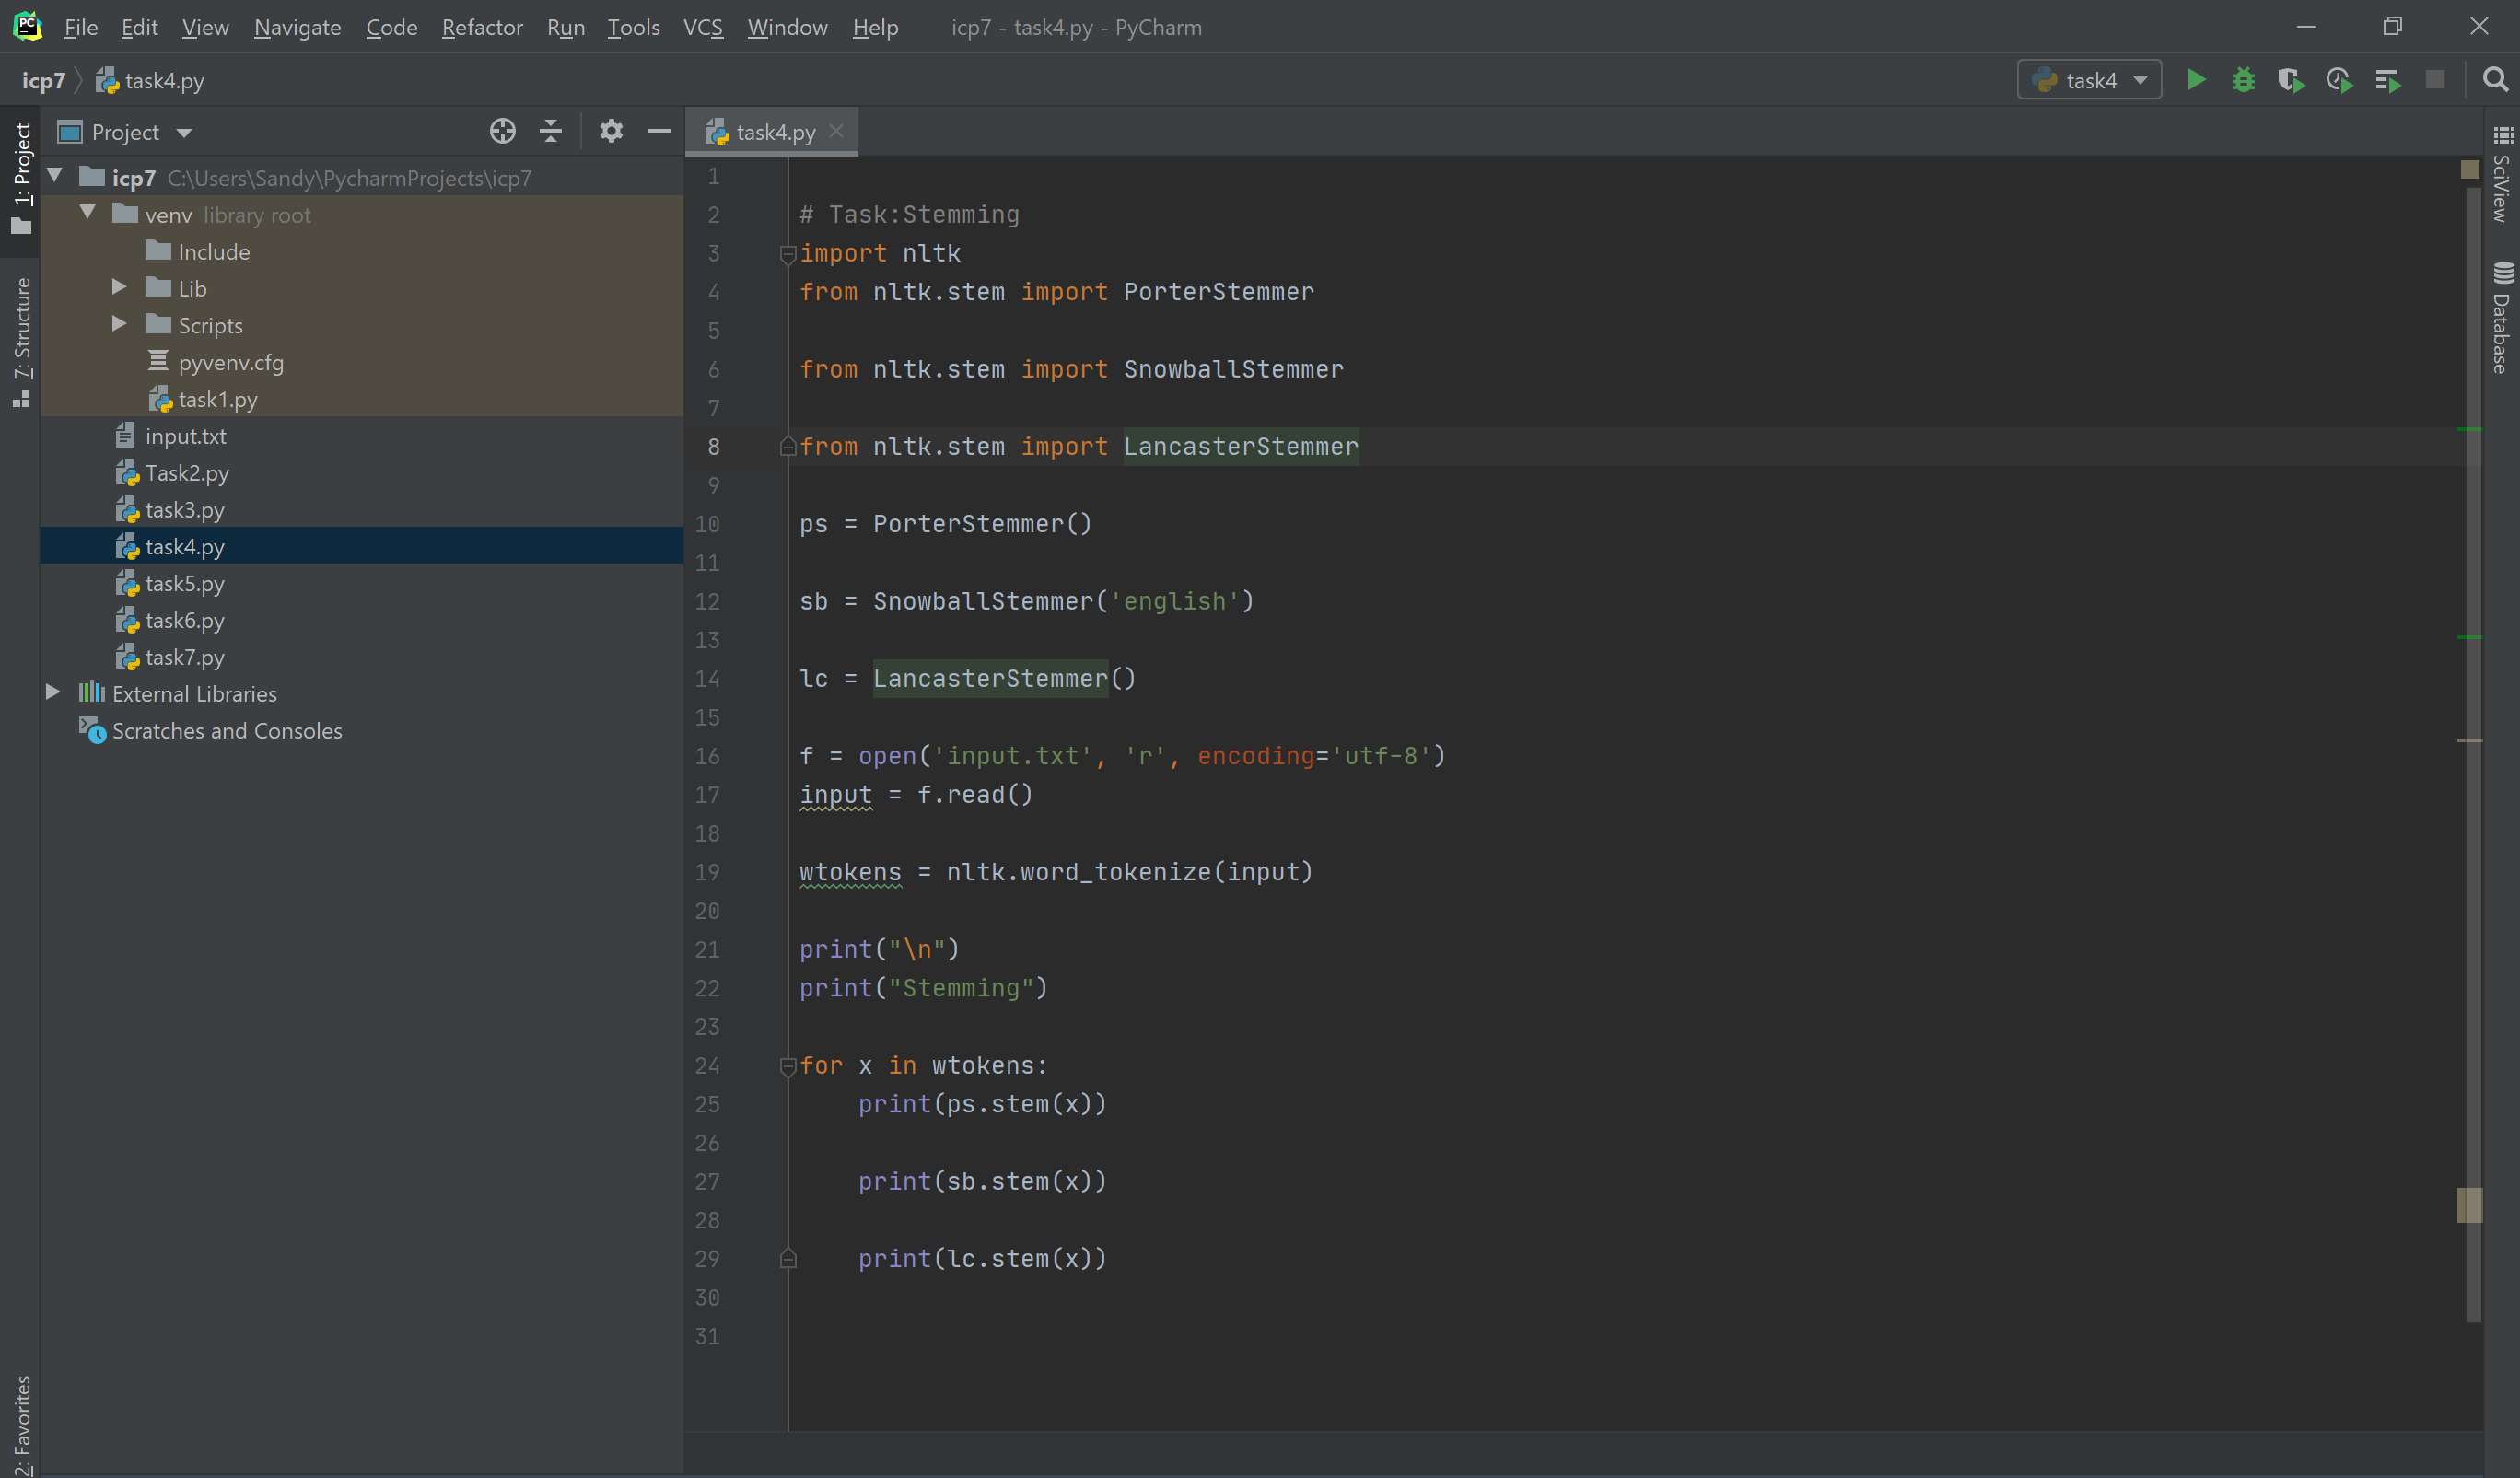 PC File Edit View Navigate Code Refactor Run Tools VCS Window Help icp7 - task4.py - PyCharm
icp7 task4.py task4
1: Project
7: Structure
2: Favorites
Project
icp7 C:\Users\Sandy\PycharmProjects\icp7
venv library root
Include
Lib
Scripts
pyvenv.cfg
task1.py
input.txt
Task2.py
task3.py
task4.py
task5.py
task6.py
task7.py
External Libraries
Scratches and Consoles
task4.py
1
2 # Task:Stemming
3 import nltk
4 from nltk.stem import PorterStemmer
5
6 from nltk.stem import SnowballStemmer
7
8 from nltk.stem import LancasterStemmer
9
10 ps = PorterStemmer()
11
12 sb = SnowballStemmer('english')
13
14 lc = LancasterStemmer()
15
16 f = open('input.txt', 'r', encoding='utf-8')
17 input = f.read()
18
19 wtokens = nltk.word_tokenize(input)
20
21 print("\n")
22 print("Stemming")
23
24 for x in wtokens:
25     print(ps.stem(x))
26
27     print(sb.stem(x))
28
29     print(lc.stem(x))
30
31
SciView
Database